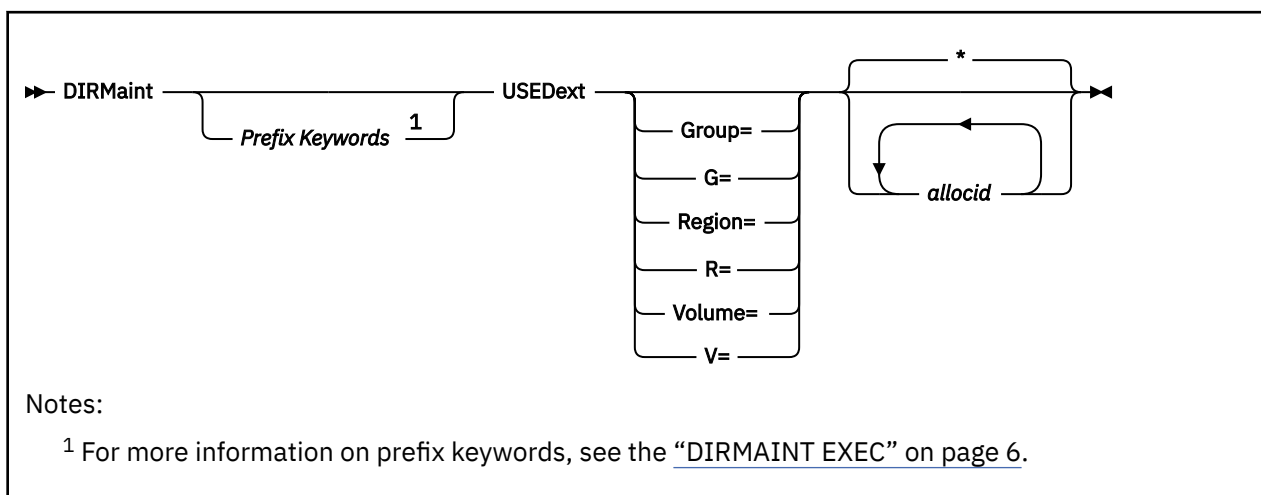 *
DIRMaint USEDext
Prefix Keywords 1
Group=
G=
Region=
R=
Volume=
V=
allocid
Notes:
1 For more information on prefix keywords, see the “DIRMAINT EXEC” on page 6.